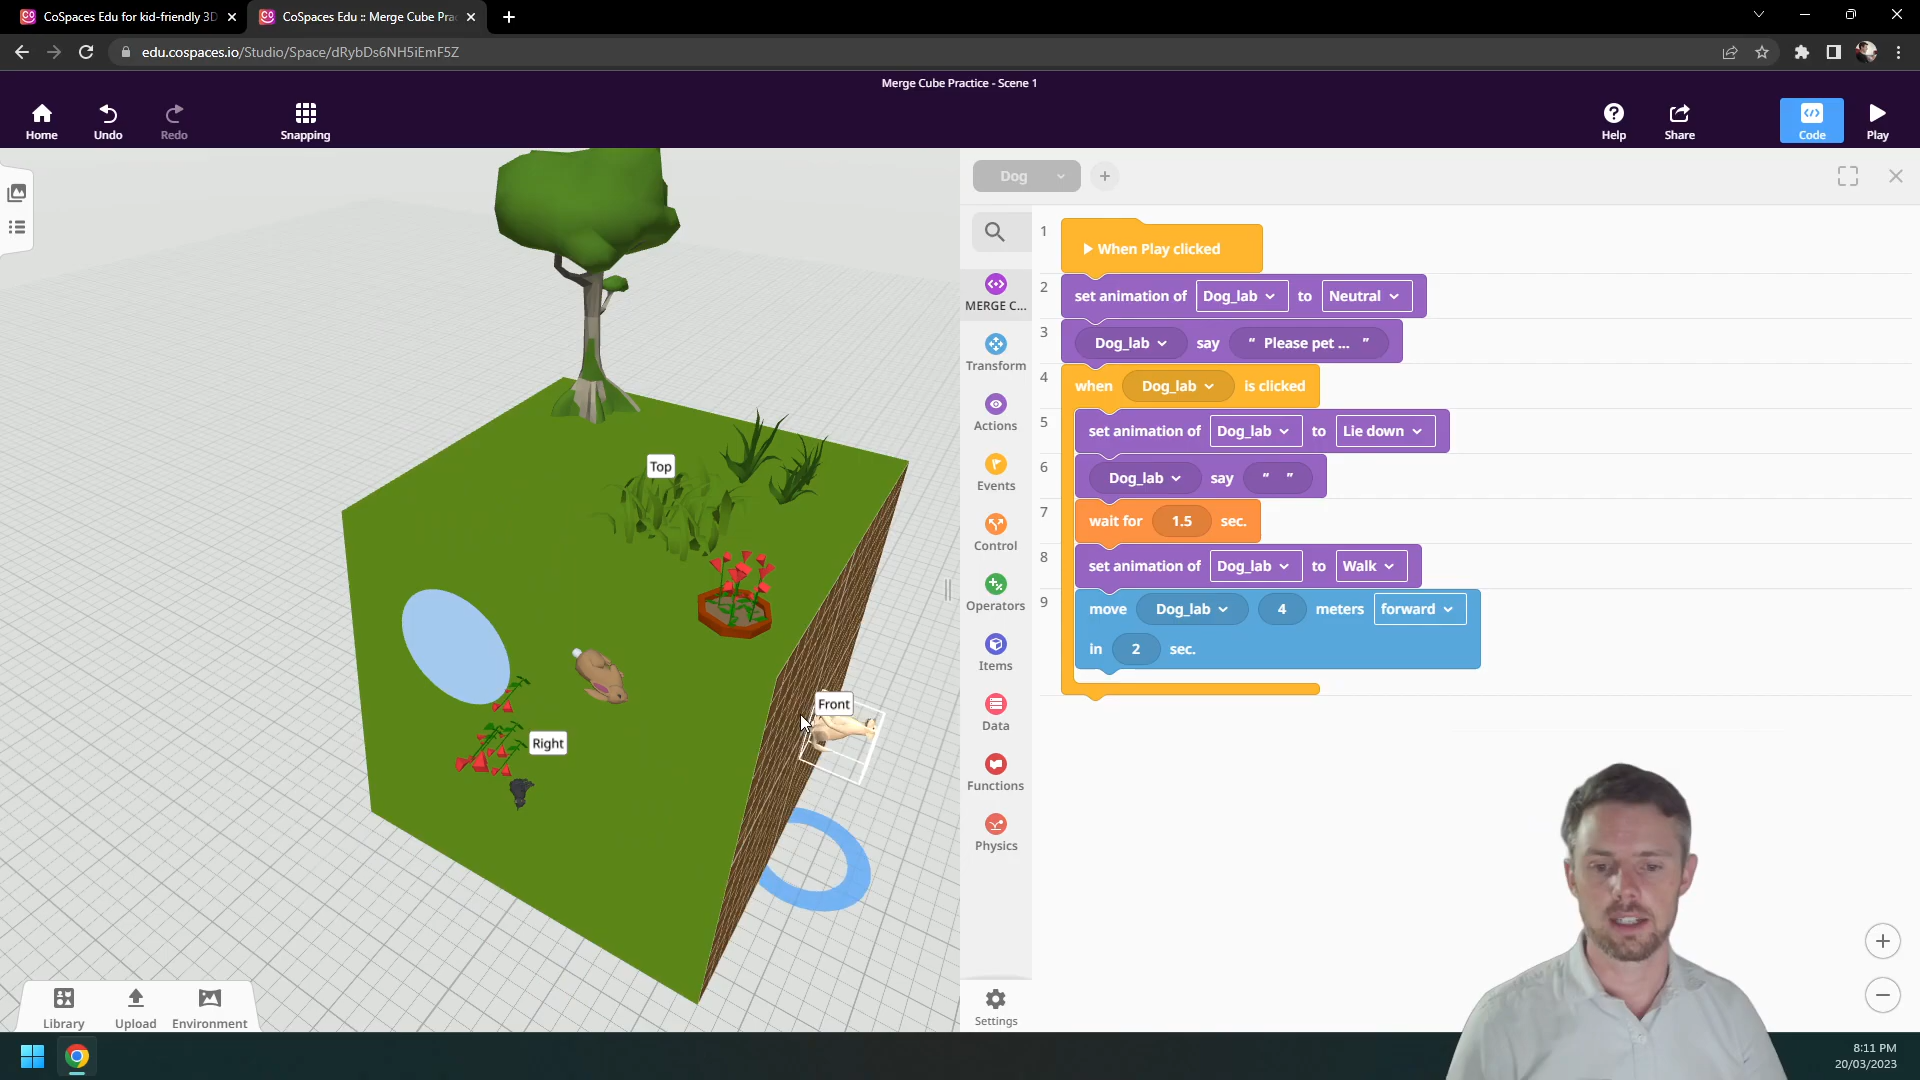 CoSpaces Edu for kid-friendly 3D
CoSpaces Edu :: Merge Cube Prac
edu.cospaces.io/Studio/Space/dRybDs6NH5iEmF5Z
Merge Cube Practice - Scene 1
Home
Undo
Redo
Snapping
Help
Share
Code
Play
Dog
MERGE C...
Transform
Actions
Events
Control
Operators
Items
Data
Functions
Physics
Settings
1
When Play clicked
2
set animation of Dog_lab to Neutral
3
Dog_lab say “ Please pet ... ”
4
when Dog_lab is clicked
5
set animation of Dog_lab to Lie down
6
Dog_lab say “ ”
7
wait for 1.5 sec.
8
set animation of Dog_lab to Walk
9
move Dog_lab 4 meters forward
in 2 sec.
Top
Front
Right
Library
Upload
Environment
8:11 PM
20/03/2023